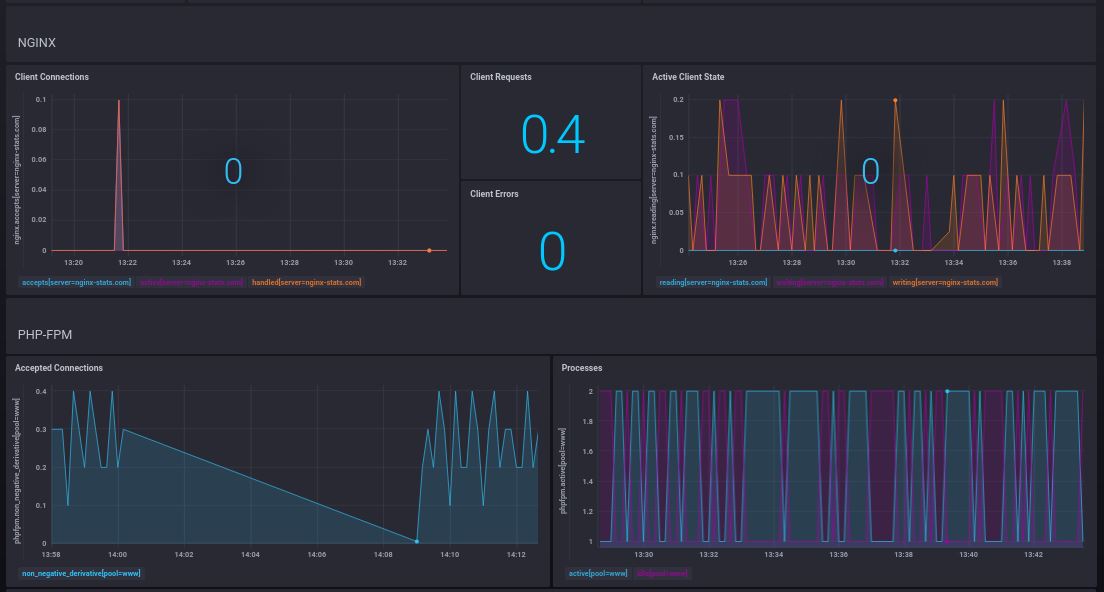 NGINX
Client Connections
nginx.accepts[server=nginx-stats.com]
0.1
0.08
0.06
0.04
0.02
0
0
13:20 13:22 13:24 13:26 13:28 13:30 13:32
accepts[server=nginx-stats.com] active[server=nginx-stats.com] handled[server=nginx-stats.com]
Client Requests
0.4
Client Errors
0
Active Client State
nginx.reading[server=nginx-stats.com]
0.2
0.15
0.1
0.05
0
0
13:26 13:28 13:30 13:32 13:34 13:36 13:38
reading[server=nginx-stats.com] waiting[server=nginx-stats.com] writing[server=nginx-stats.com]
PHP-FPM
Accepted Connections
phpfpm.non_negative_derivative[pool=www]
0.4
0.3
0.2
0.1
0
13:58 14:00 14:02 14:04 14:06 14:08 14:10 14:12
non_negative_derivative[pool=www]
Processes
phpfpm.active[pool=www]
2
1.8
1.6
1.4
1.2
1
13:30 13:32 13:34 13:36 13:38 13:40 13:42
active[pool=www] idle[pool=www]